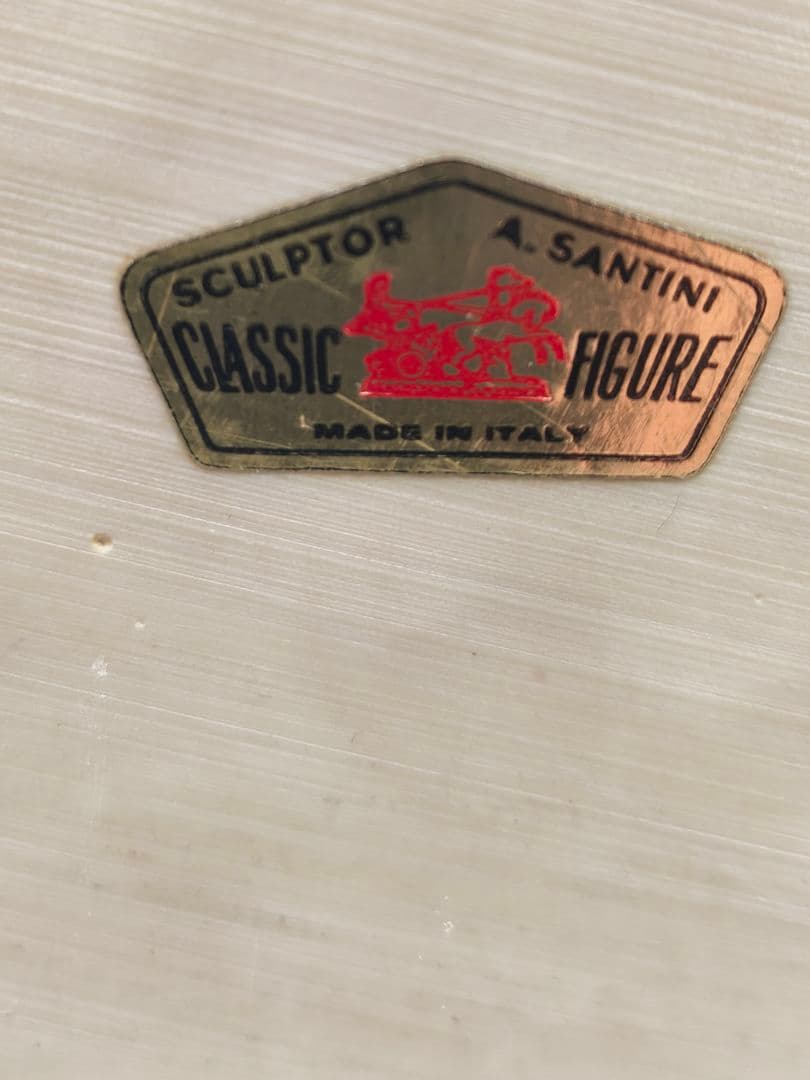 SCULPTOR A. SANTINI
CLASSIC FIGURE
MADE IN ITALY